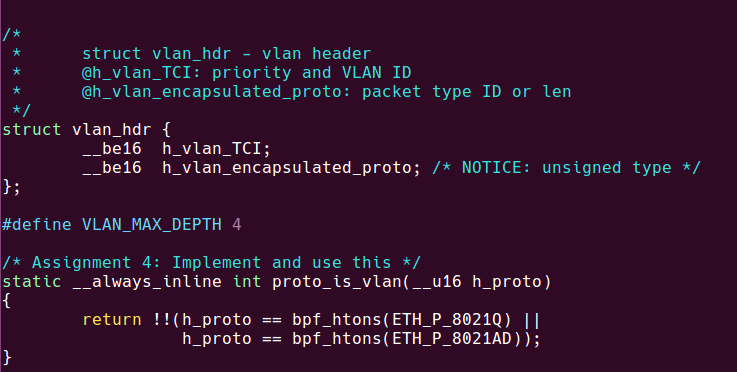 /*
 *      struct vlan_hdr - vlan header
 *      @h_vlan_TCI: priority and VLAN ID
 *      @h_vlan_encapsulated_proto: packet type ID or len
 */
struct vlan_hdr {
        __be16  h_vlan_TCI;
        __be16  h_vlan_encapsulated_proto; /* NOTICE: unsigned type */
};
#define VLAN_MAX_DEPTH 4
/* Assignment 4: Implement and use this */
static __always_inline int proto_is_vlan(__u16 h_proto)
{
        return !!(h_proto == bpf_htons(ETH_P_8021Q) ||
                  h_proto == bpf_htons(ETH_P_8021AD));
}